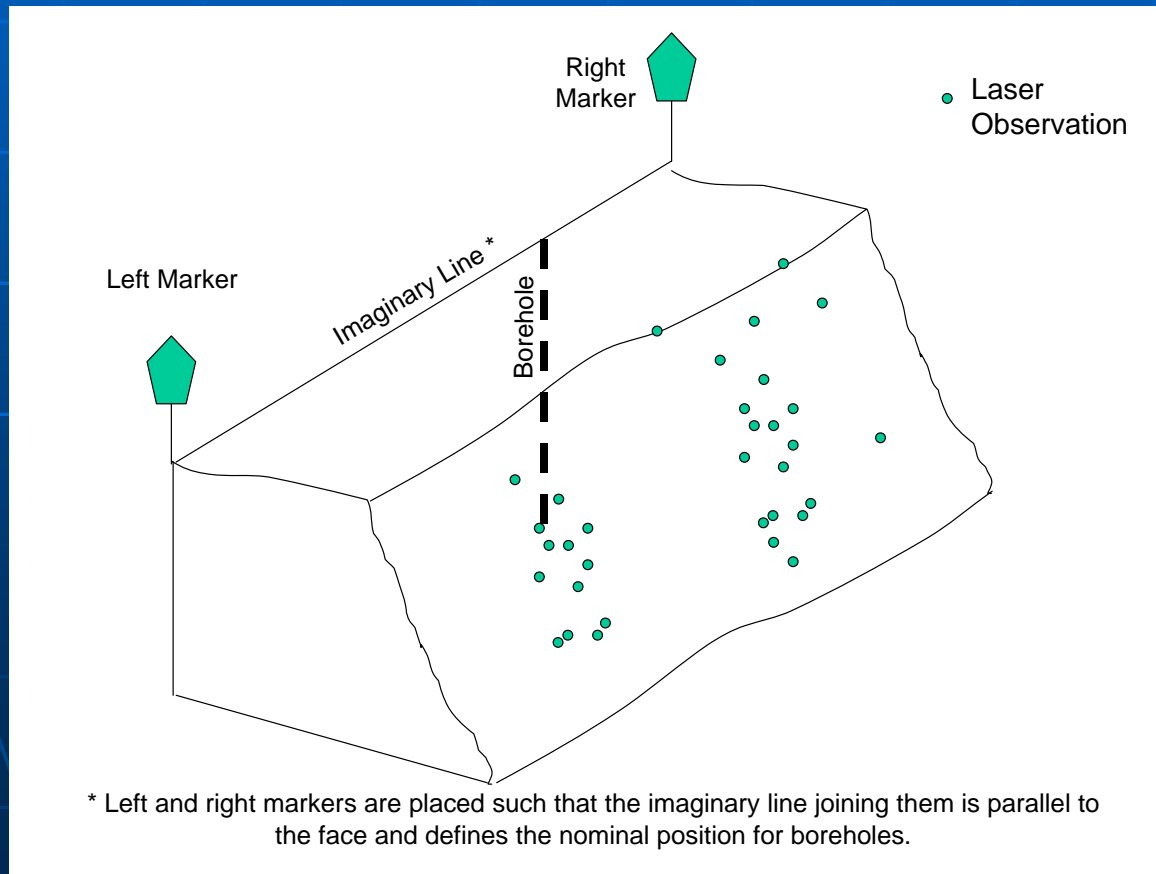 Right
Marker
Laser
Observation
Left Marker
Imaginary Line *
Borehole
* Left and right markers are placed such that the imaginary line joining them is parallel to
the face and defines the nominal position for boreholes.